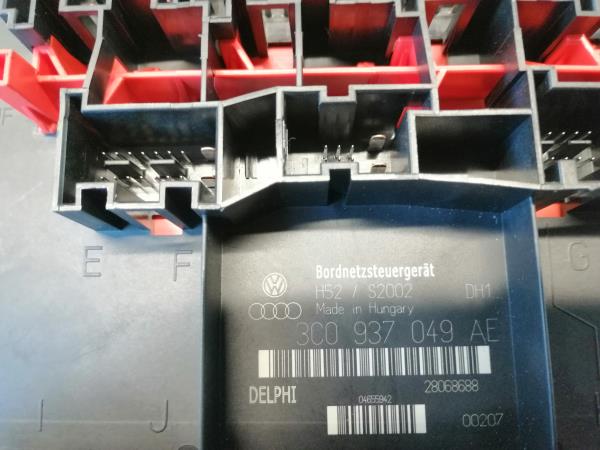 E F
G
Bordnetzsteuergerät
H52 / S2002 DH1
Made in Hungary
3C0 937 049 AE
DELPHI 28068688
04655942
00207
I J